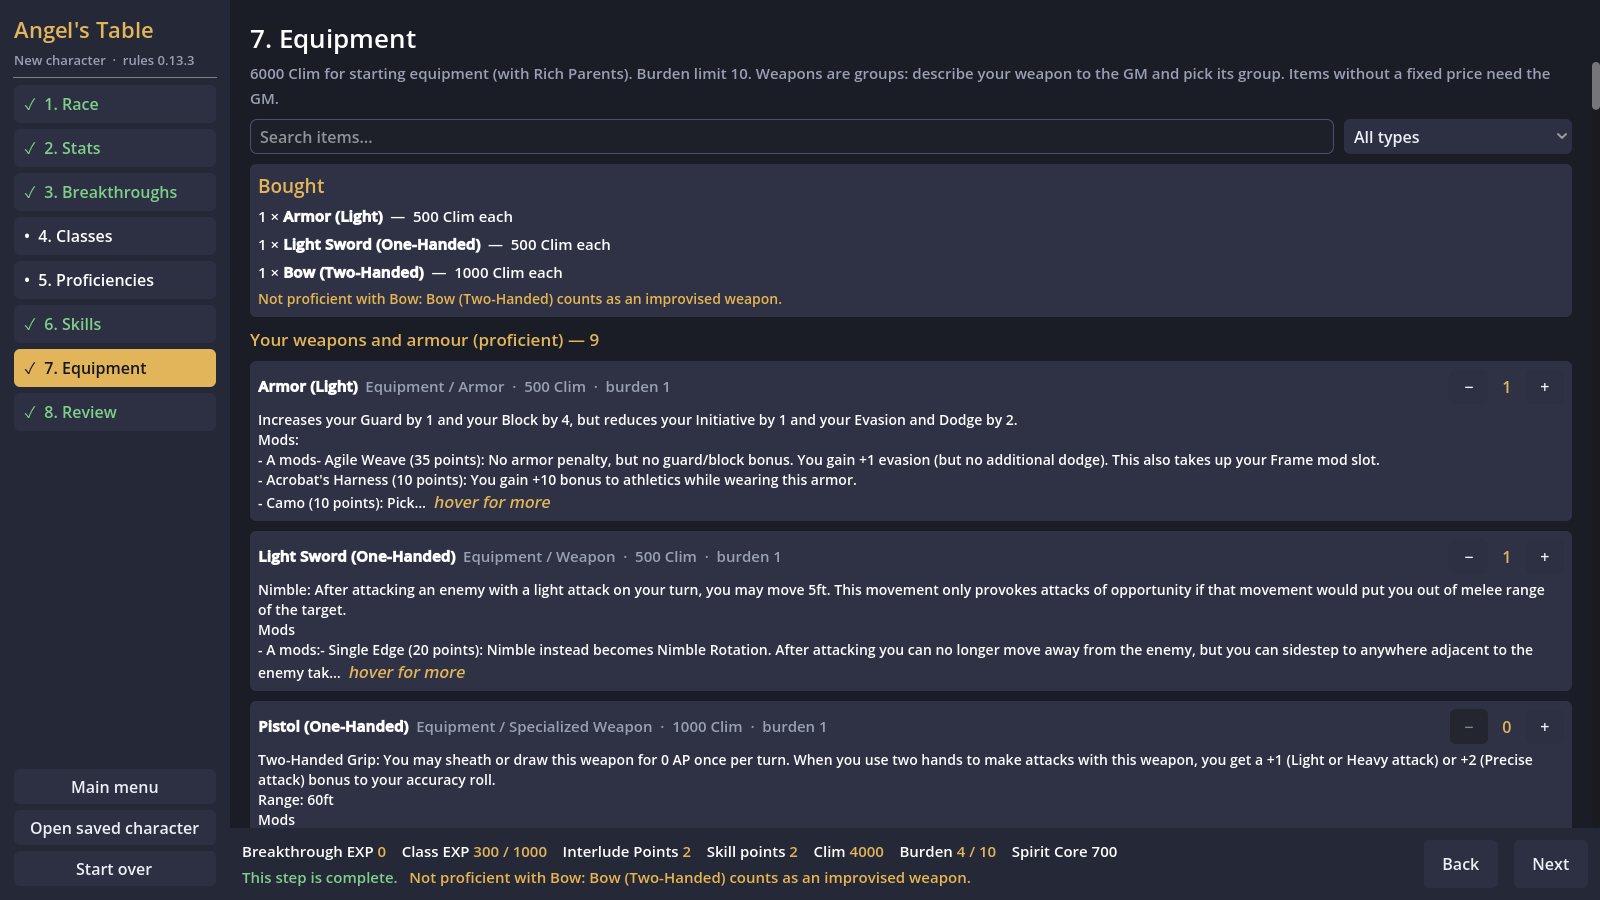 Angel's Table
New character · rules 0.13.3
✓ 1. Race
✓ 2. Stats
✓ 3. Breakthroughs
• 4. Classes
• 5. Proficiencies
✓ 6. Skills
✓ 7. Equipment
✓ 8. Review
Main menu
Open saved character
Start over
7. Equipment
6000 Clim for starting equipment (with Rich Parents). Burden limit 10. Weapons are groups: describe your weapon to the GM and pick its group. Items without a fixed price need the
GM.
Search items...
All types
Bought
1 × Armor (Light) — 500 Clim each
1 × Light Sword (One-Handed) — 500 Clim each
1 × Bow (Two-Handed) — 1000 Clim each
Not proficient with Bow: Bow (Two-Handed) counts as an improvised weapon.
Your weapons and armour (proficient) — 9
Armor (Light) Equipment / Armor · 500 Clim · burden 1 − 1 +
Increases your Guard by 1 and your Block by 4, but reduces your Initiative by 1 and your Evasion and Dodge by 2.
Mods:
- A mods- Agile Weave (35 points): No armor penalty, but no guard/block bonus. You gain +1 evasion (but no additional dodge). This also takes up your Frame mod slot.
- Acrobat's Harness (10 points): You gain +10 bonus to athletics while wearing this armor.
- Camo (10 points): Pick... hover for more
Light Sword (One-Handed) Equipment / Weapon · 500 Clim · burden 1 − 1 +
Nimble: After attacking an enemy with a light attack on your turn, you may move 5ft. This movement only provokes attacks of opportunity if that movement would put you out of melee range
of the target.
Mods
- A mods:- Single Edge (20 points): Nimble instead becomes Nimble Rotation. After attacking you can no longer move away from the enemy, but you can sidestep to anywhere adjacent to the
enemy tak... hover for more
Pistol (One-Handed) Equipment / Specialized Weapon · 1000 Clim · burden 1 − 0 +
Two-Handed Grip: You may sheath or draw this weapon for 0 AP once per turn. When you use two hands to make attacks with this weapon, you get a +1 (Light or Heavy attack) or +2 (Precise
attack) bonus to your accuracy roll.
Range: 60ft
Mods
Breakthrough EXP 0 Class EXP 300 / 1000 Interlude Points 2 Skill points 2 Clim 4000 Burden 4 / 10 Spirit Core 700
This step is complete. Not proficient with Bow: Bow (Two-Handed) counts as an improvised weapon.
Back
Next